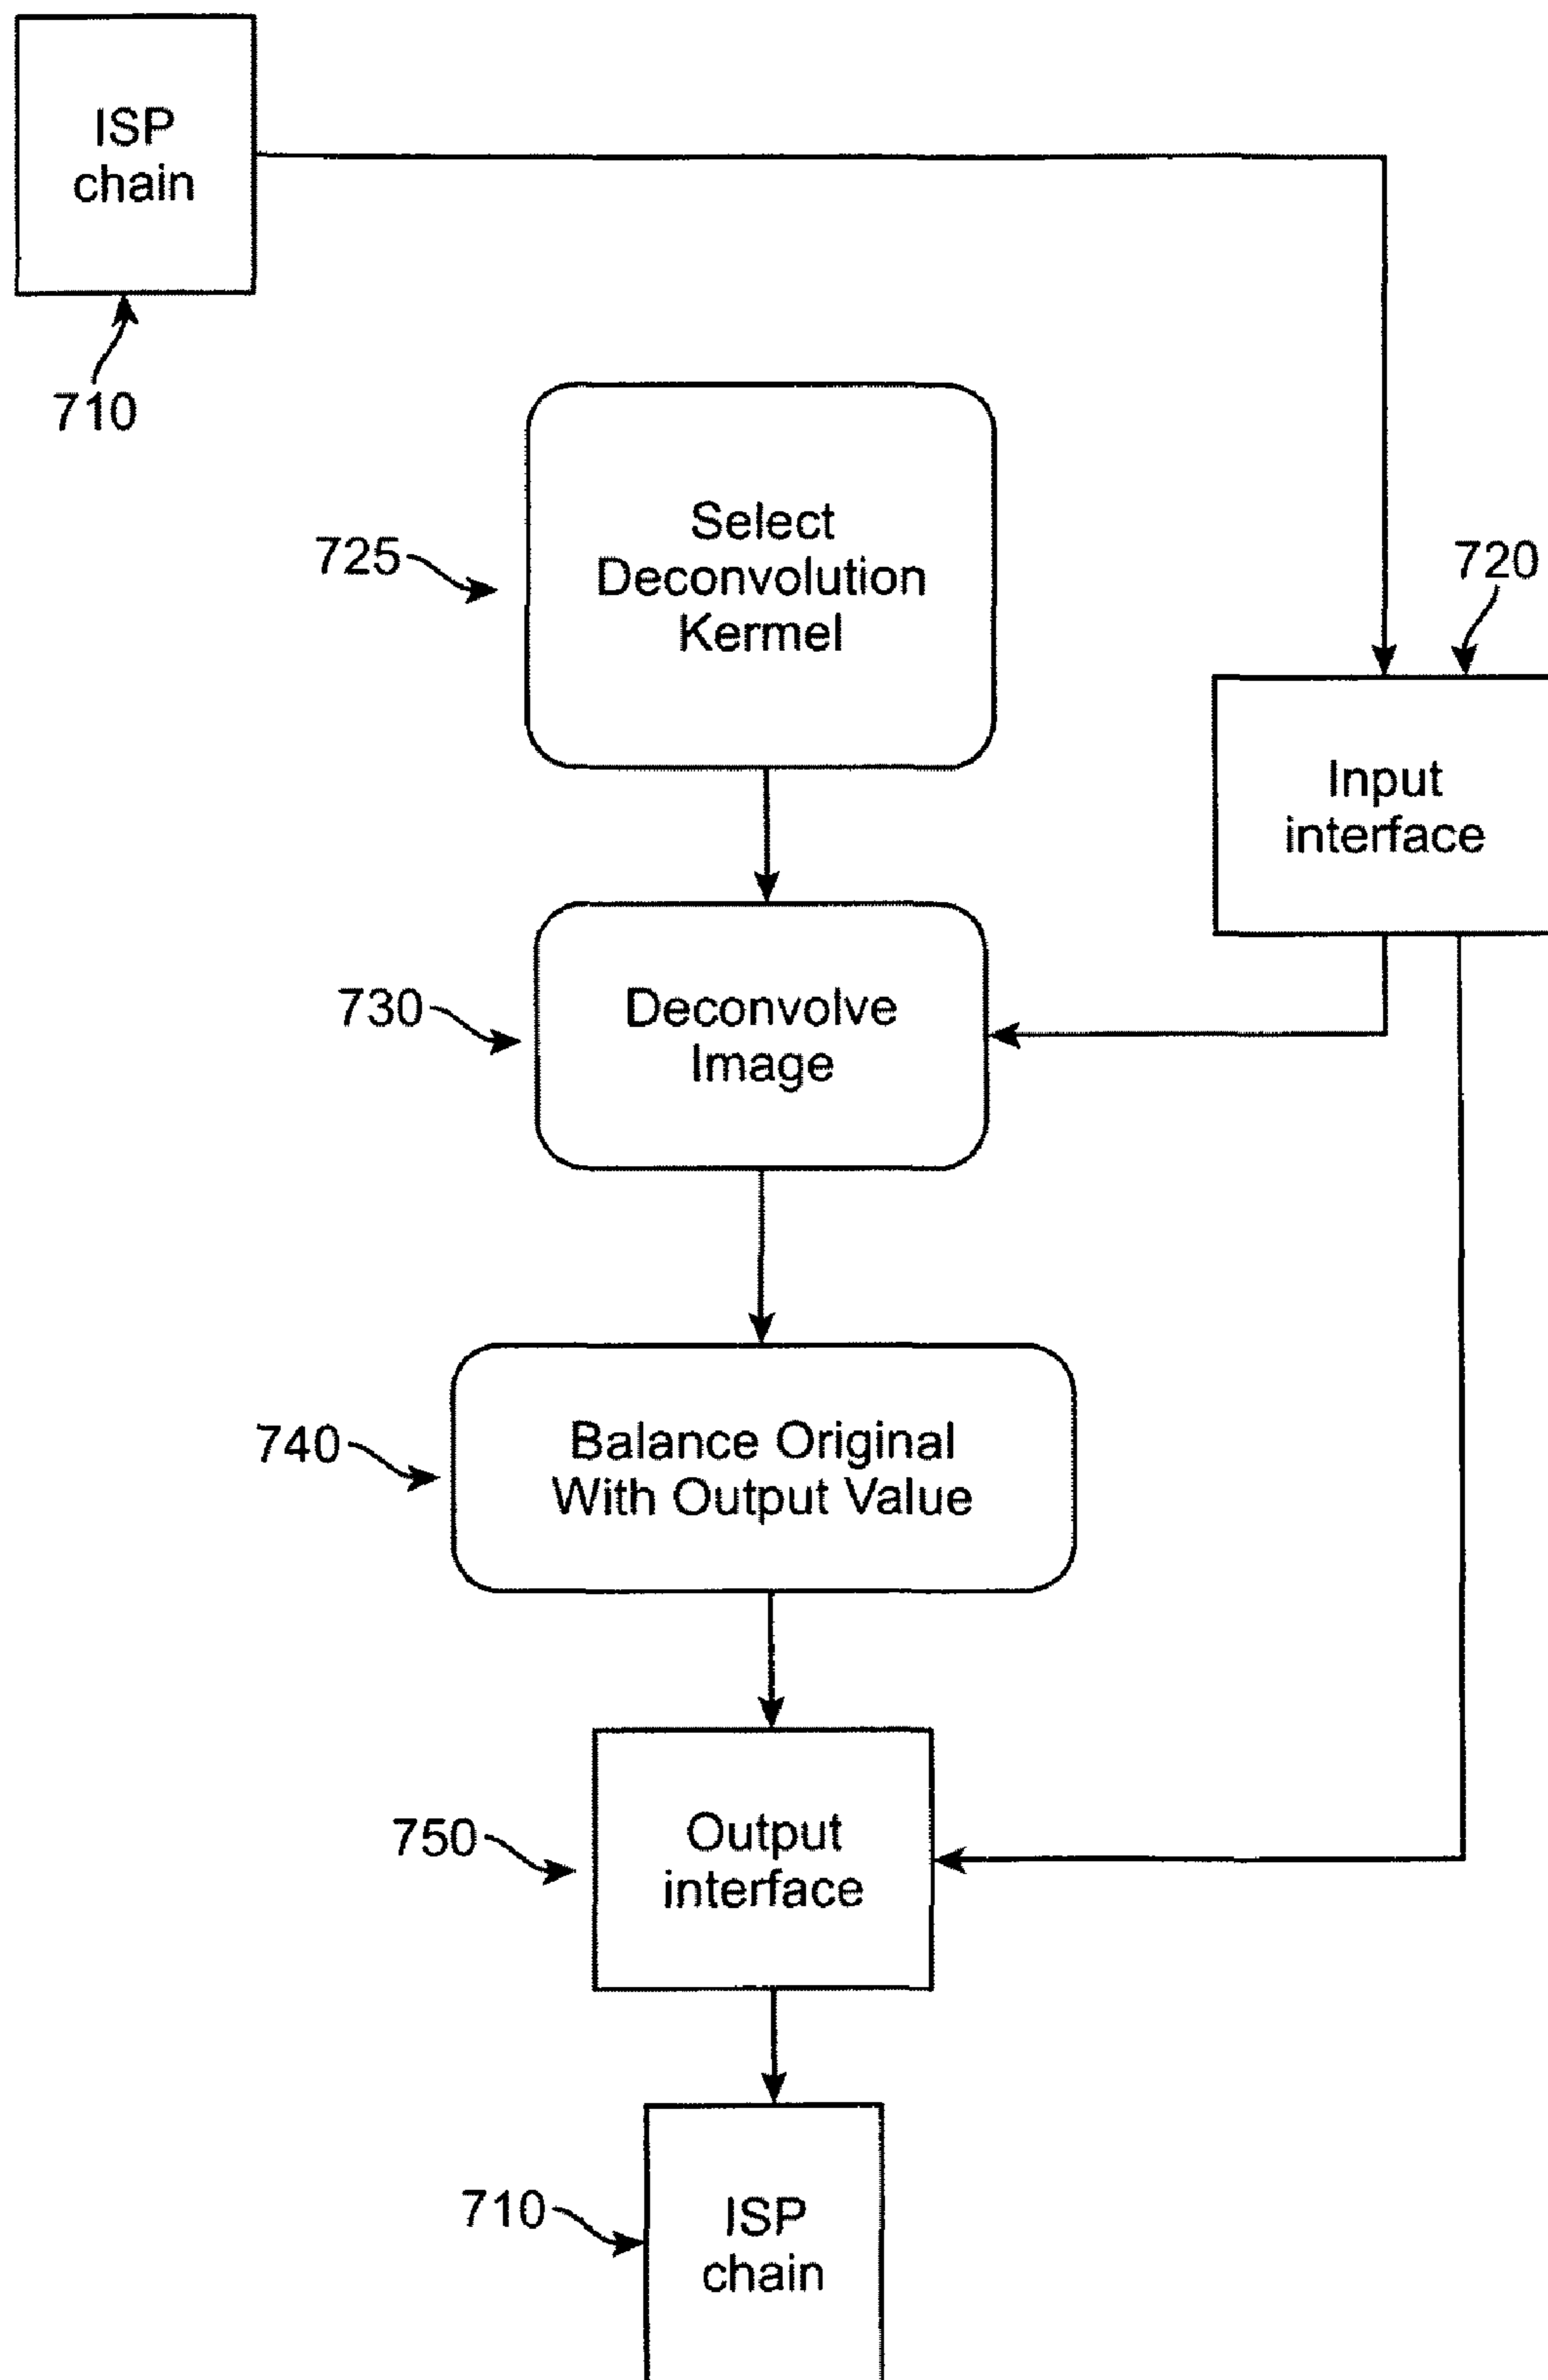 ISP
chain
710
Select
Deconvolution
Kermel
725
720
Input
interface
730
Deconvolve
Image
740
Balance Original
With Output Value
750
Output
interface
710
ISP
chain